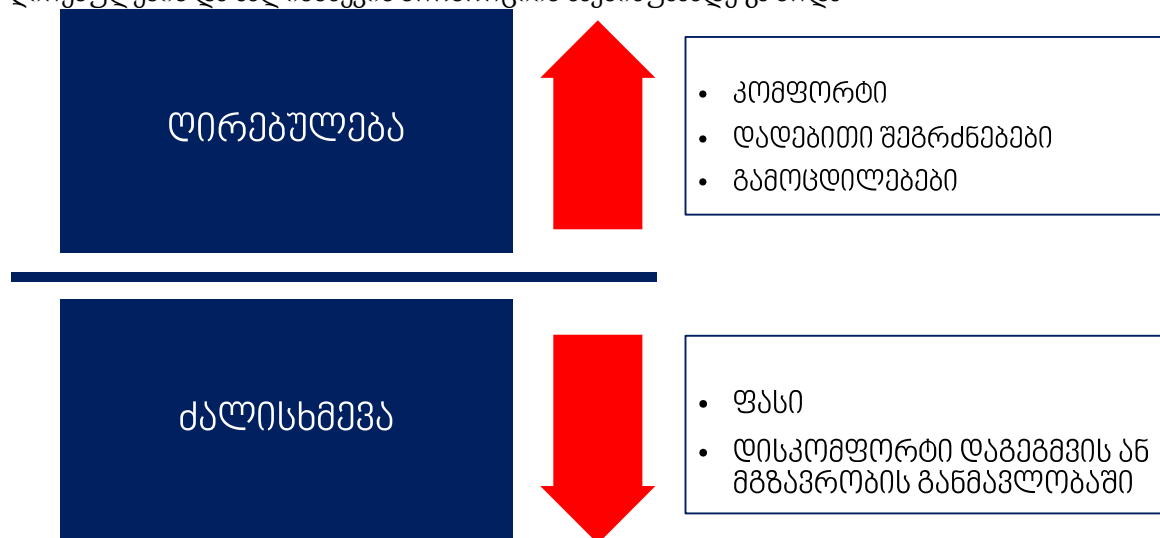 ღირებულება
• კომფორტი
• დადებითი შეგრძნებები
• გამოცდილებები
ძალისხმევა
• ფასი
• დისკომფორტი დაგეგმვის ან
მგზავრობის განმავლობაში